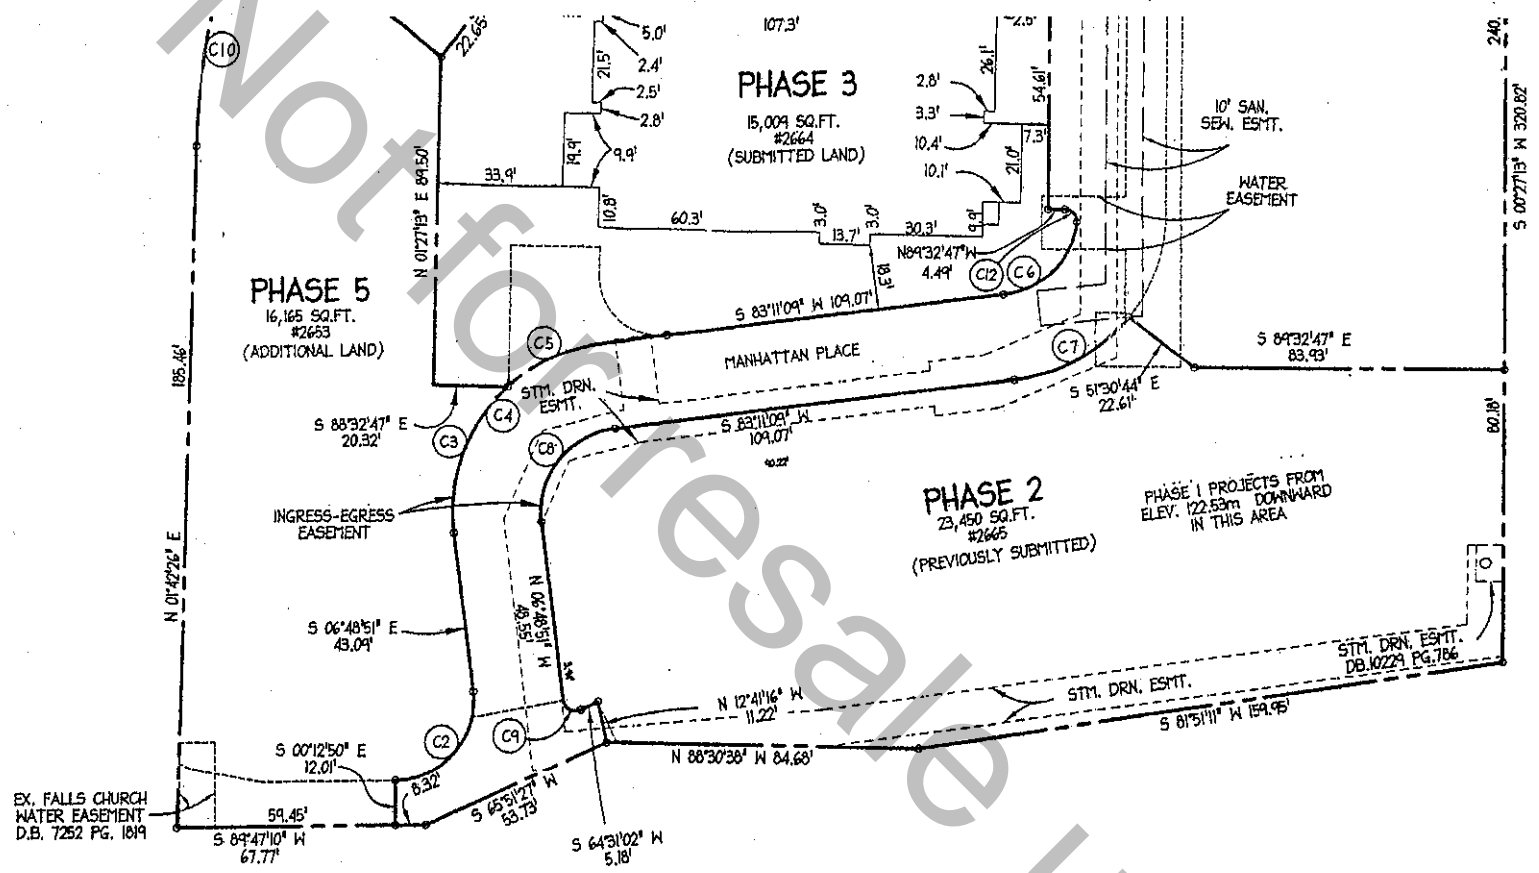 C10
22.65'
5.0'
107.3'
2.5'
240.
21.5'
2.4'
2.5'
2.8'
PHASE 3
15,009 SQ.FT.
#2664
(SUBMITTED LAND)
26.1'
54.61'
2.8'
3.3'
10.4'
7.3'
10.1'
21.0'
10' SAN.
SEW. ESMT.
S 00°27'13" W 320.82'
WATER
EASEMENT
N 01°27'13" E 89.50'
33.9'
19.9'
9.9'
10.8'
60.3'
3.0'
13.7'
3.0'
30.3'
9.9'
18.3'
N89°32'47"W
4.49'
C12
C6
PHASE 5
16,165 SQ.FT.
#2653
(ADDITIONAL LAND)
185.46'
N 01°42'26" E
S 83°11'09" W 109.07'
MANHATTAN PLACE
C5
C7
S 89°32'47" E
83.93'
S 51°30'44" E
22.61'
80.18'
STM. DRN.
ESMT.
S 88°32'47" E
20.32'
C4
C3
C8
S 83°11'09" W
109.07'
PHASE 2
23,450 SQ.FT.
#2665
(PREVIOUSLY SUBMITTED)
PHASE 1 PROJECTS FROM
ELEV. 122.53m DOWNWARD
IN THIS AREA
INGRESS-EGRESS
EASEMENT
N 06°48'51" W
48.55'
S 06°48'51" E
43.09'
STM. DRN. ESMT.
DB.10229 PG.786
STM. DRN. ESMT.
S 81°51'11" W 159.95'
N 12°41'16" W
11.22'
C2
C9
N 88°30'38" W 84.68'
S 00°12'50" E
12.01'
8.32'
S 65°51'27" W
53.73'
S 64°31'02" W
5.18'
EX. FALLS CHURCH
WATER EASEMENT
D.B. 7252 PG. 1819
59.45'
S 89°47'10" W
67.77'
Not for resale